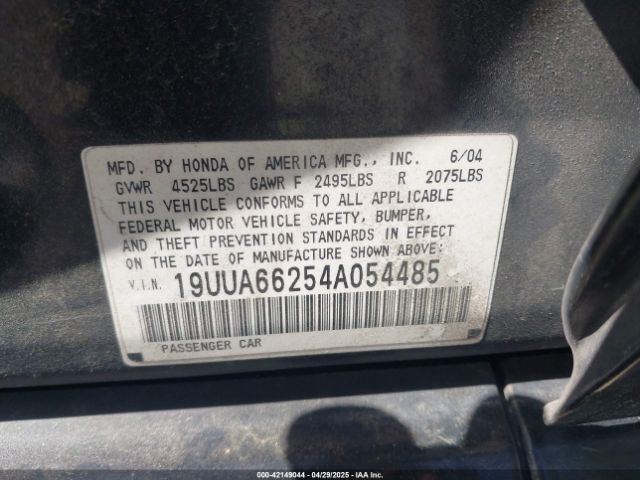 MFD. BY HONDA OF AMERICA MFG., INC. 6/04
GVWR 4525LBS GAWR F 2495LBS R 2075LBS
THIS VEHICLE CONFORMS TO ALL APPLICABLE
FEDERAL MOTOR VEHICLE SAFETY, BUMPER,
AND THEFT PREVENTION STANDARDS IN EFFECT
ON THE DATE OF MANUFACTURE SHOWN ABOVE:
V.I.N. 19UUA66254A054485
PASSENGER CAR
000-42149044 - 04/29/2025 - IAAI.COM